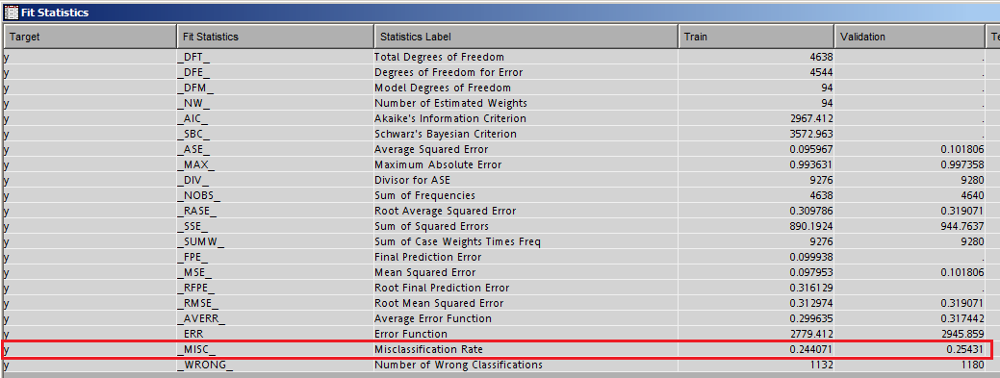 Fit Statistics
Target Fit Statistics Statistics Label Train Validation Te
y _DFT_ Total Degrees of Freedom 4638 .
y _DFE_ Degrees of Freedom for Error 4544 .
y _DFM_ Model Degrees of Freedom 94 .
y _NW_ Number of Estimated Weights 94 .
y _AIC_ Akaike's Information Criterion 2967.412 .
y _SBC_ Schwarz's Bayesian Criterion 3572.963 .
y _ASE_ Average Squared Error 0.095967 0.101806
y _MAX_ Maximum Absolute Error 0.993631 0.997358
y _DIV_ Divisor for ASE 9276 9280
y _NOBS_ Sum of Frequencies 4638 4640
y _RASE_ Root Average Squared Error 0.309786 0.319071
y _SSE_ Sum of Squared Errors 890.1924 944.7637
y _SUMW_ Sum of Case Weights Times Freq 9276 9280
y _FPE_ Final Prediction Error 0.099938 .
y _MSE_ Mean Squared Error 0.097953 0.101806
y _RFPE_ Root Final Prediction Error 0.316129 .
y _RMSE_ Root Mean Squared Error 0.312974 0.319071
y _AVERR_ Average Error Function 0.299635 0.317442
y _ERR_ Error Function 2779.412 2945.859
y _MISC_ Misclassification Rate 0.244071 0.25431
y _WRONG_ Number of Wrong Classifications 1132 1180